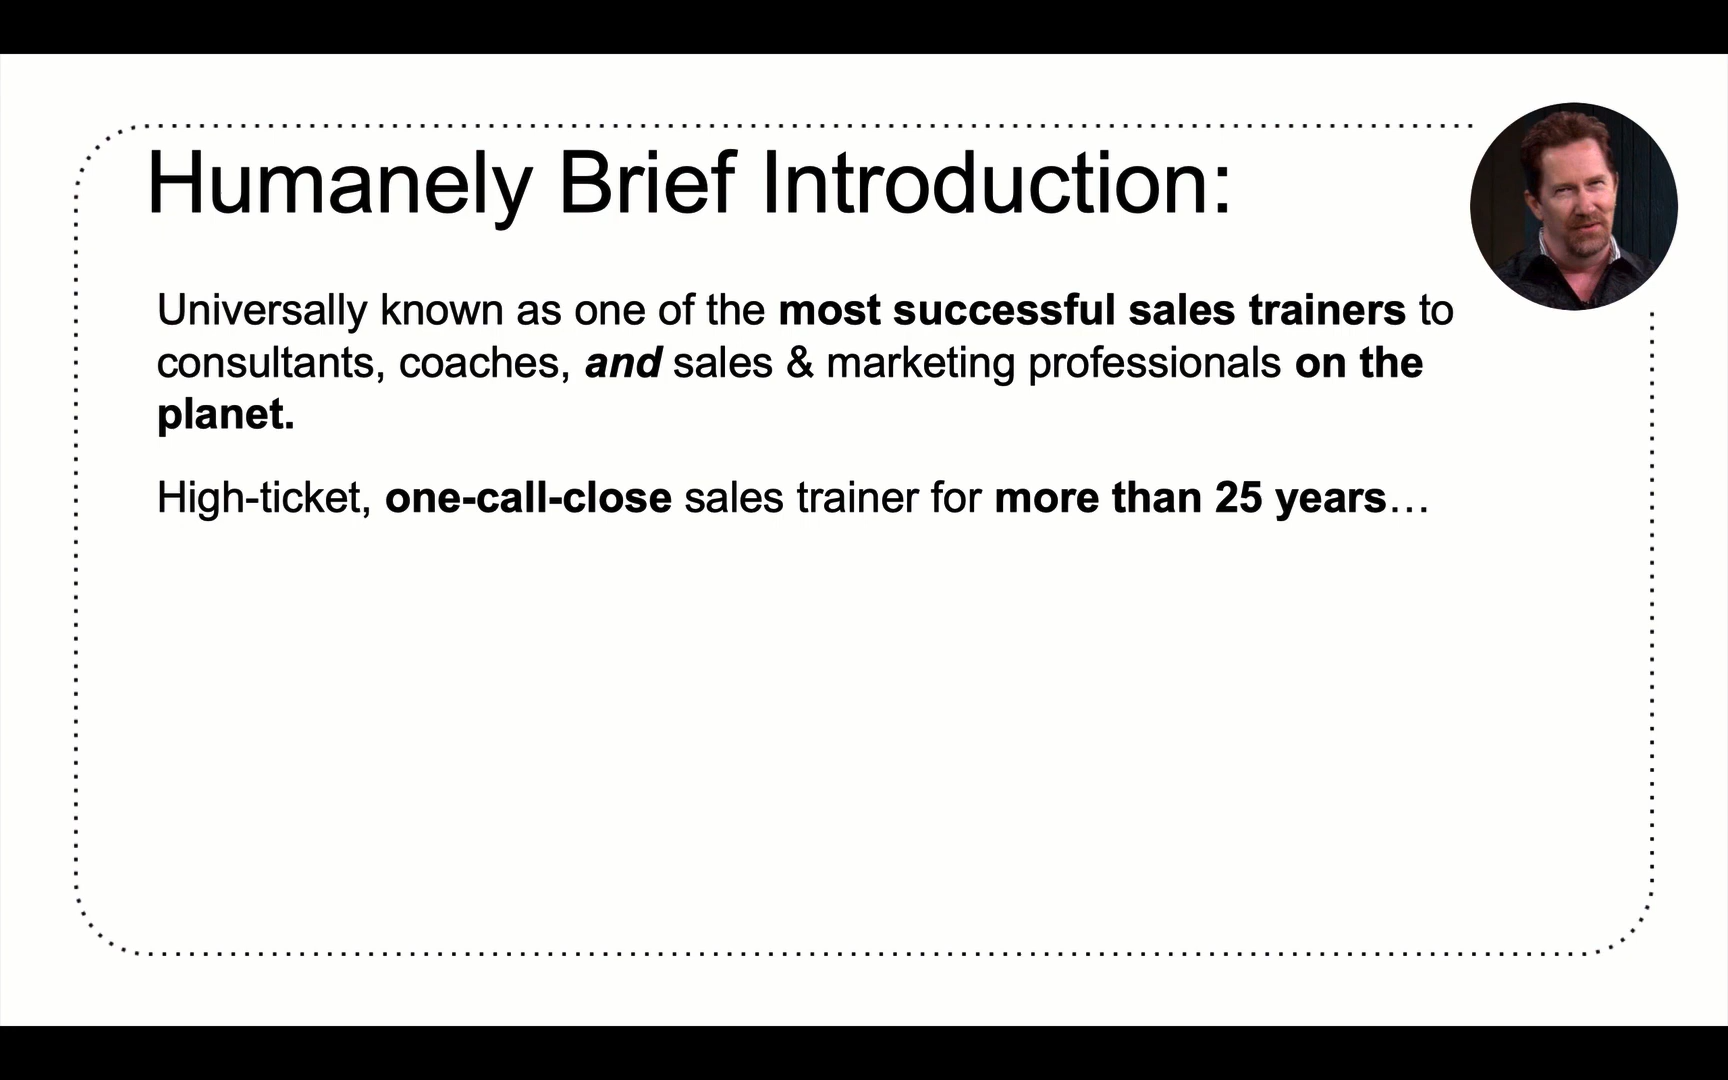 Humanely Brief Introduction:
Universally known as one of the most successful sales trainers to
consultants, coaches, and sales & marketing professionals on the
planet.
High-ticket, one-call-close sales trainer for more than 25 years…